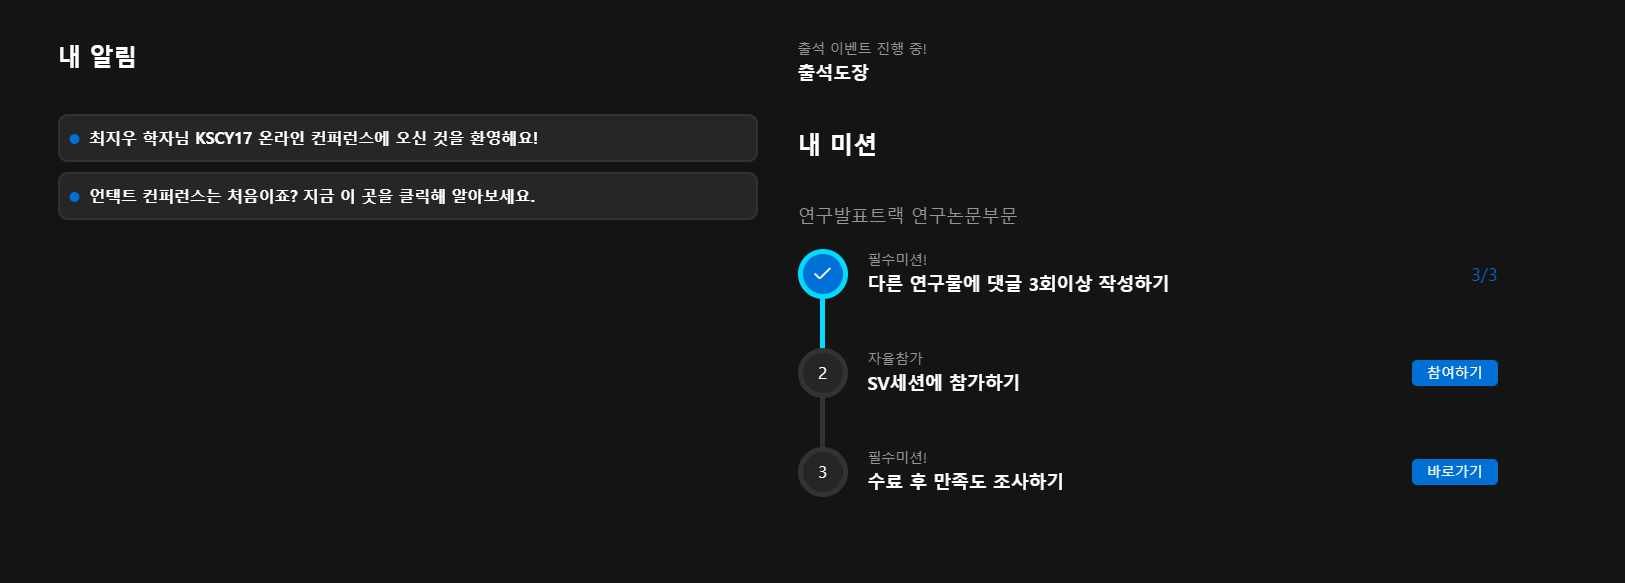 내 알림
최지우 학자님 KSCY17 온라인 컨퍼런스에 오신 것을 환영해요!
언택트 컨퍼런스는 처음이죠? 지금 이 곳을 클릭해 알아보세요.
출석 이벤트 진행 중!
출석도장
내 미션
연구발표트랙 연구논문부문
필수미션!
다른 연구물에 댓글 3회이상 작성하기
3/3
2
자율참가
SV세션에 참가하기
참여하기
3
필수미션!
수료 후 만족도 조사하기
바로가기